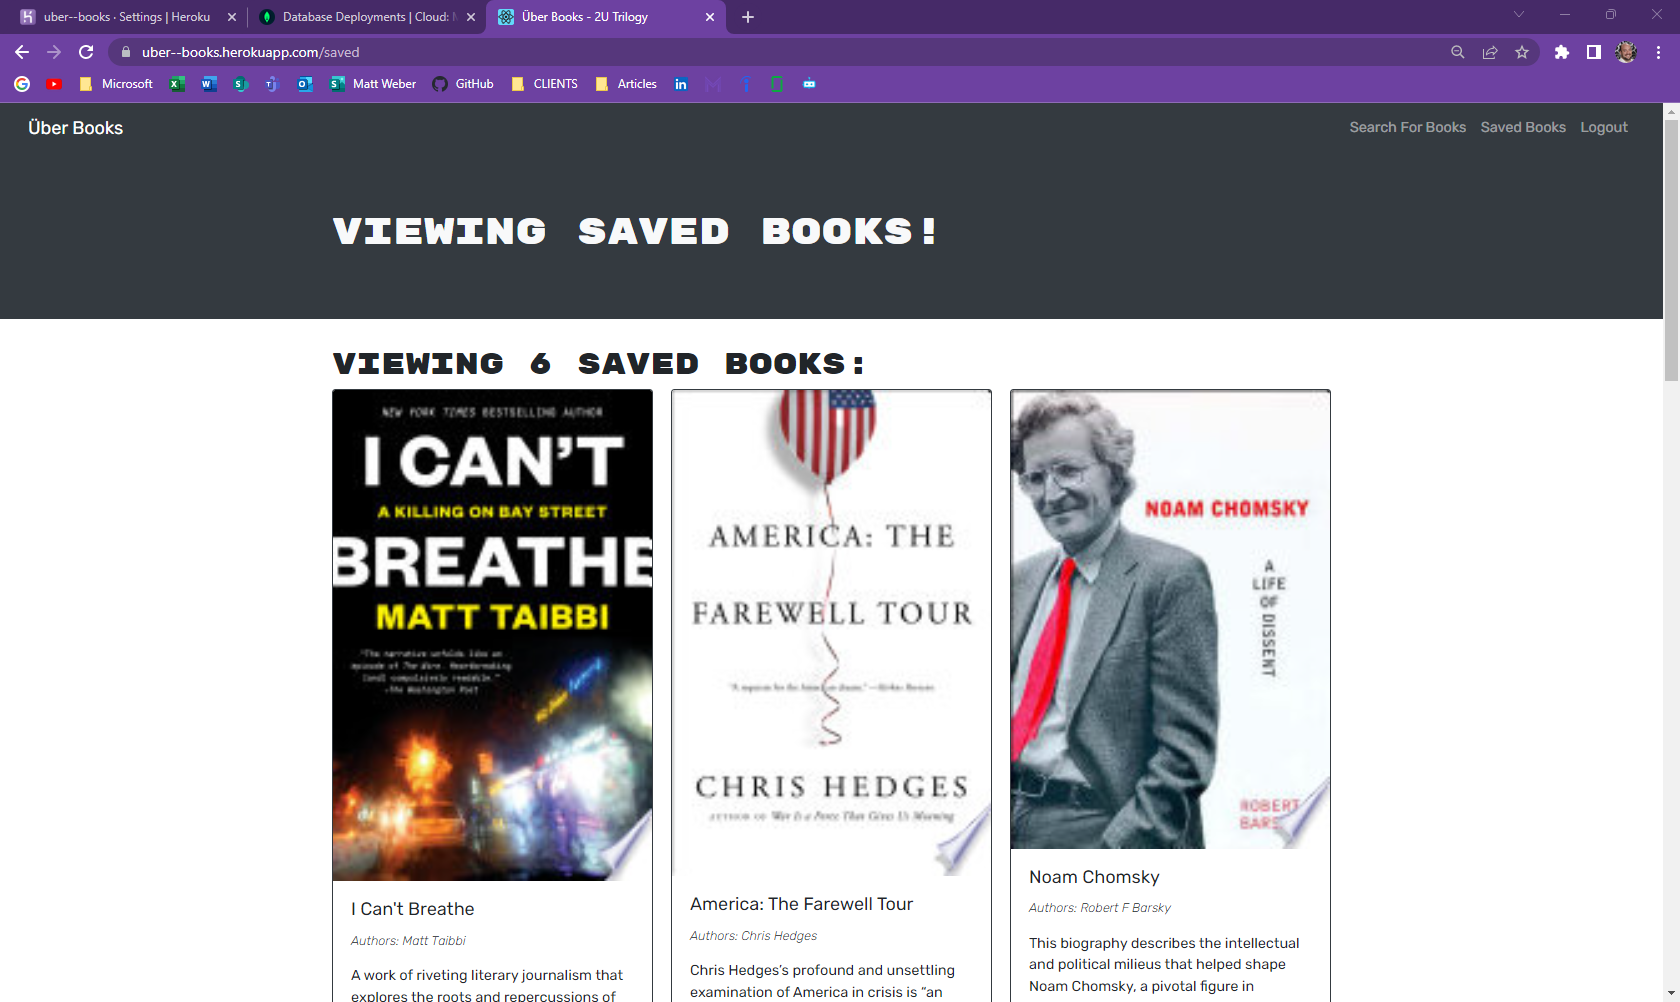 uber--books · Settings | Heroku
Database Deployments | Cloud: M
Über Books - 2U Trilogy
uber--books.herokuapp.com/saved
Microsoft
Matt Weber
GitHub
CLIENTS
Articles
Über Books
Search For Books
Saved Books
Logout
VIEWING SAVED BOOKS!
VIEWING 6 SAVED BOOKS:
NEW YORK TIMES BESTSELLING AUTHOR
I CAN'T
A KILLING ON BAY STREET
BREATHE
MATT TAIBBI
"The narrative unfolds like an
episode of The Wire. Heartbreaking
(and) compulsively readable."
—The Washington Post
I Can't Breathe
Authors: Matt Taibbi
A work of riveting literary journalism that
explores the roots and repercussions of
AMERICA: THE
FAREWELL TOUR
CHRIS HEDGES
AUTHOR OF War Is a Force That Gives Us Meaning
America: The Farewell Tour
Authors: Chris Hedges
Chris Hedges's profound and unsettling
examination of America in crisis is "an
NOAM CHOMSKY
A
LIFE
OF
DISSENT
ROBERT
Noam Chomsky
Authors: Robert F Barsky
This biography describes the intellectual
and political milieus that helped shape
Noam Chomsky, a pivotal figure in